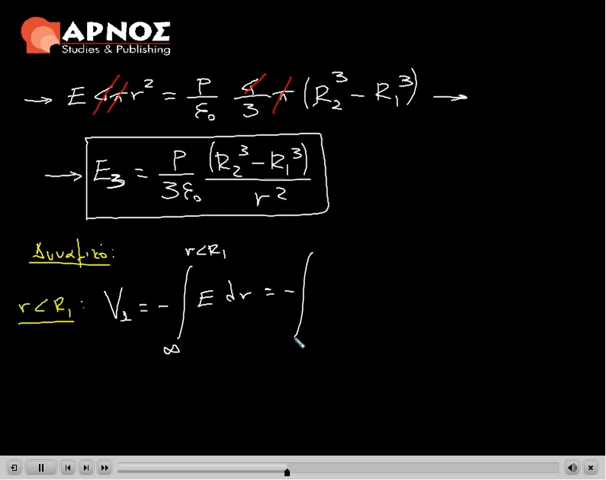 ΑΡΝΟΣ
Studies & Publishing
→ E 4π r² = ρ/ε₀ 4/3 π (R₂³ − R₁³) →
→ E₃ = ρ/3ε₀ (R₂³ − R₁³)/r²
Δυναμικό:
r < R₁: V₁ = − ∫_∞^{r<R₁} E dr = − ∫